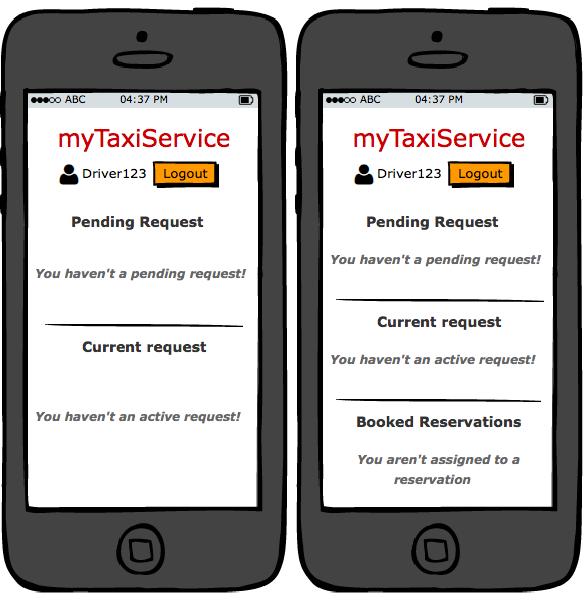 ABC 04:37 PM
myTaxiService
Driver123 Logout
Pending Request
You haven't a pending request!
Current request
You haven't an active request!
ABC 04:37 PM
myTaxiService
Driver123 Logout
Pending Request
You haven't a pending request!
Current request
You haven't an active request!
Booked Reservations
You aren't assigned to a
reservation